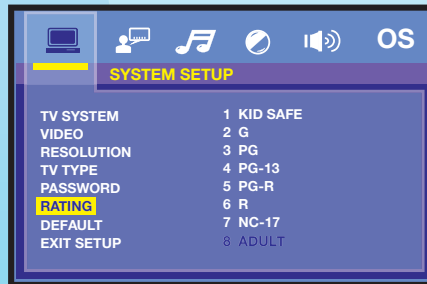 OS
SYSTEM SETUP
TV SYSTEM
VIDEO
RESOLUTION
TV TYPE
PASSWORD
RATING
DEFAULT
EXIT SETUP
1 KID SAFE
2 G
3 PG
4 PG-13
5 PG-R
6 R
7 NC-17
8 ADULT